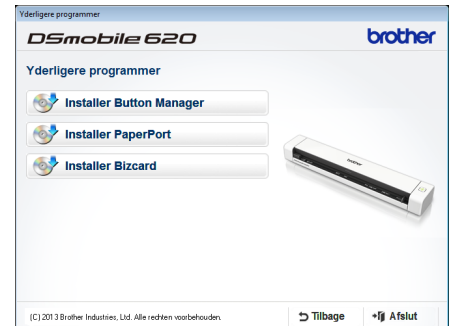 Yderligere programmer
DSmobile 620
brother
Yderligere programmer
Installer Button Manager
Installer PaperPort
Installer Bizcard
brother
(C) 2013 Brother Industries, Ltd. Alle rechten voorbehouden.
Tilbage
Afslut